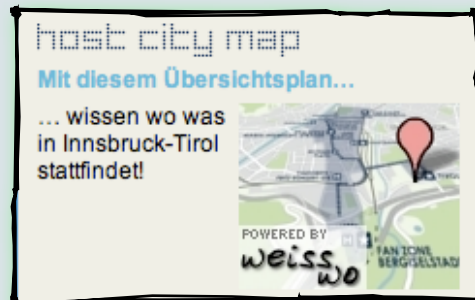 host city map
Mit diesem Übersichtsplan...
... wissen wo was
in Innsbruck-Tirol
stattfindet!
POWERED BY
weiss
wo
FAN ZONE
BERGISELSTAD